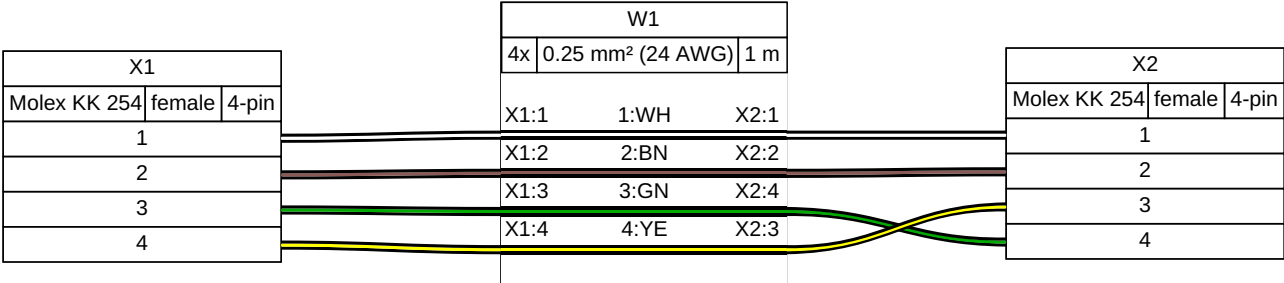 X1
Molex KK 254 female 4-pin
1
2
3
4
W1
4x 0.25 mm² (24 AWG) 1 m
X1:1 1:WH X2:1
X1:2 2:BN X2:2
X1:3 3:GN X2:4
X1:4 4:YE X2:3
X2
Molex KK 254 female 4-pin
1
2
3
4